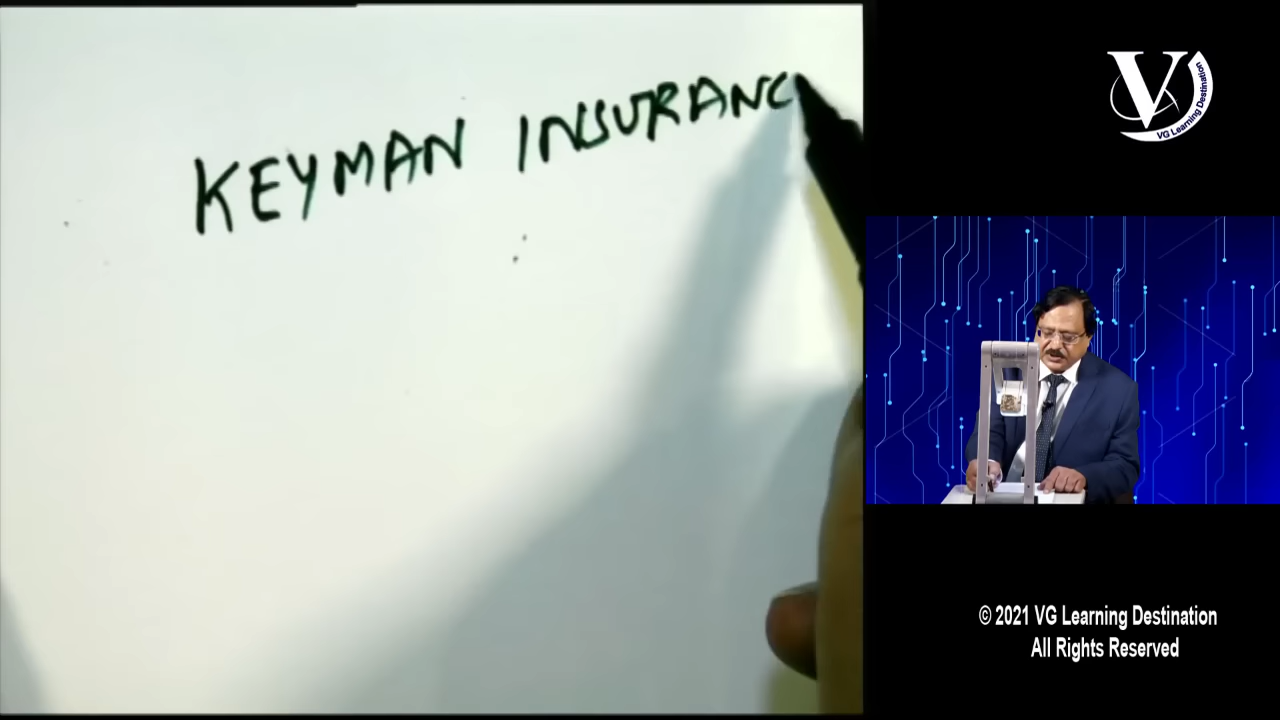 KEYMAN INSURANC
V
VG Learning Destination
© 2021 VG Learning Destination
All Rights Reserved